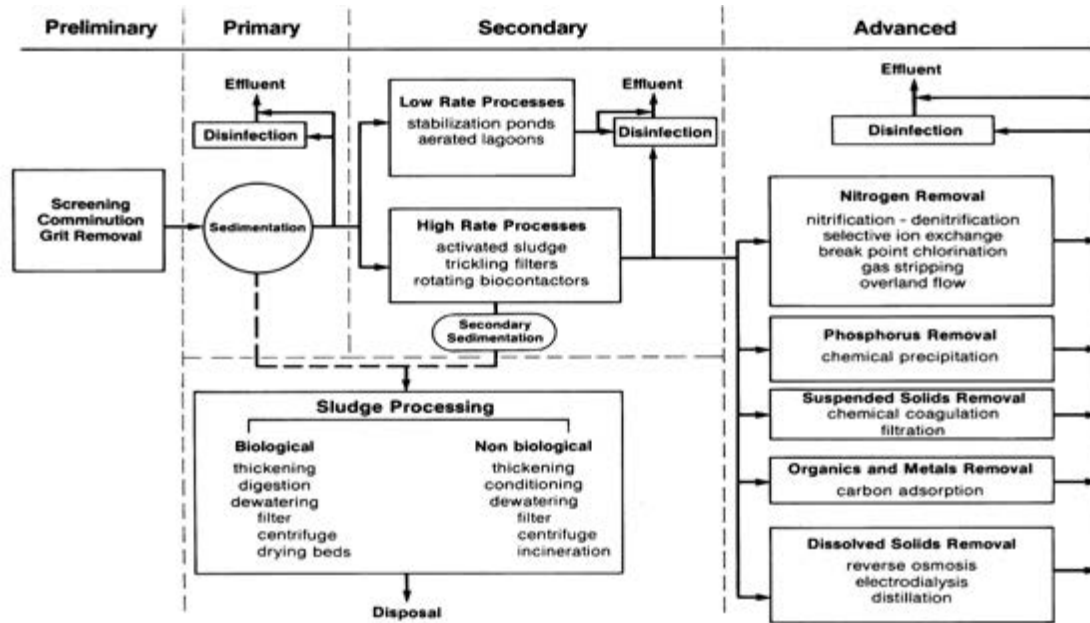 Preliminary
Primary
Secondary
Advanced
Screening
Comminution
Grit Removal
Effluent
Disinfection
Sedimentation
Low Rate Processes
stabilization ponds
aerated lagoons
Effluent
Disinfection
High Rate Processes
activated sludge
trickling filters
rotating biocontactors
Secondary
Sedimentation
Sludge Processing
Biological
thickening
digestion
dewatering
filter
centrifuge
drying beds
Non biological
thickening
conditioning
dewatering
filter
centrifuge
incineration
Disposal
Effluent
Disinfection
Nitrogen Removal
nitrification - denitrification
selective ion exchange
break point chlorination
gas stripping
overland flow
Phosphorus Removal
chemical precipitation
Suspended Solids Removal
chemical coagulation
filtration
Organics and Metals Removal
carbon adsorption
Dissolved Solids Removal
reverse osmosis
electrodialysis
distillation